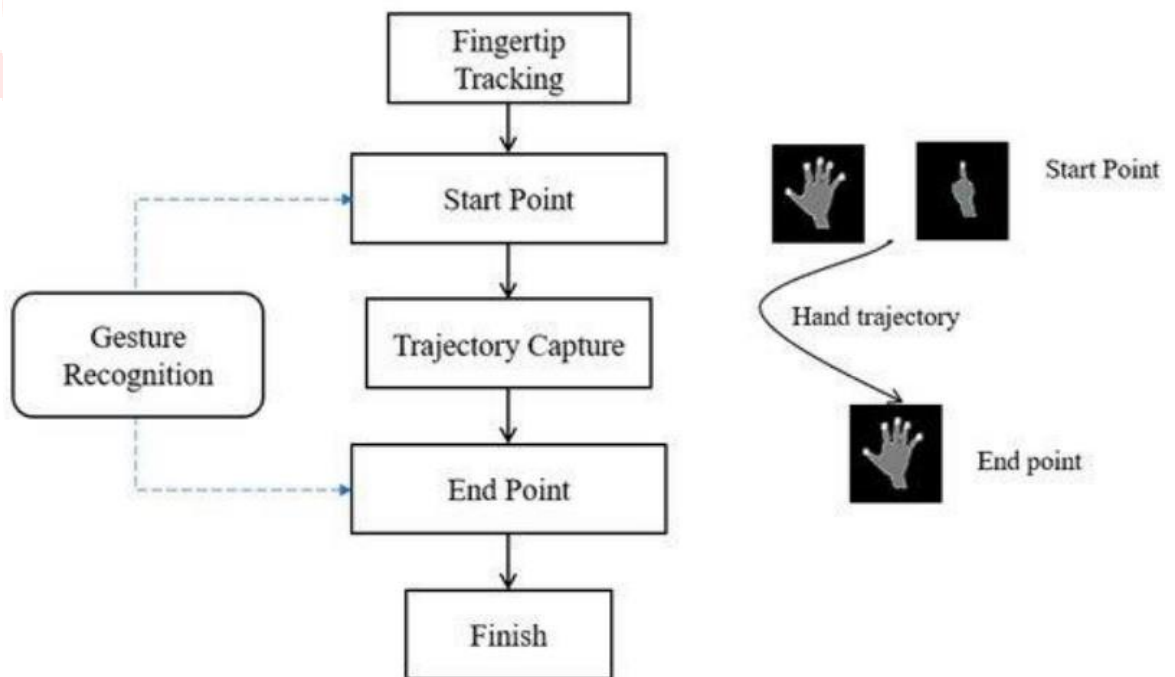 Fingertip
Tracking
Start Point
Start Point
Gesture
Recognition
Trajectory Capture
Hand trajectory
End Point
End point
Finish